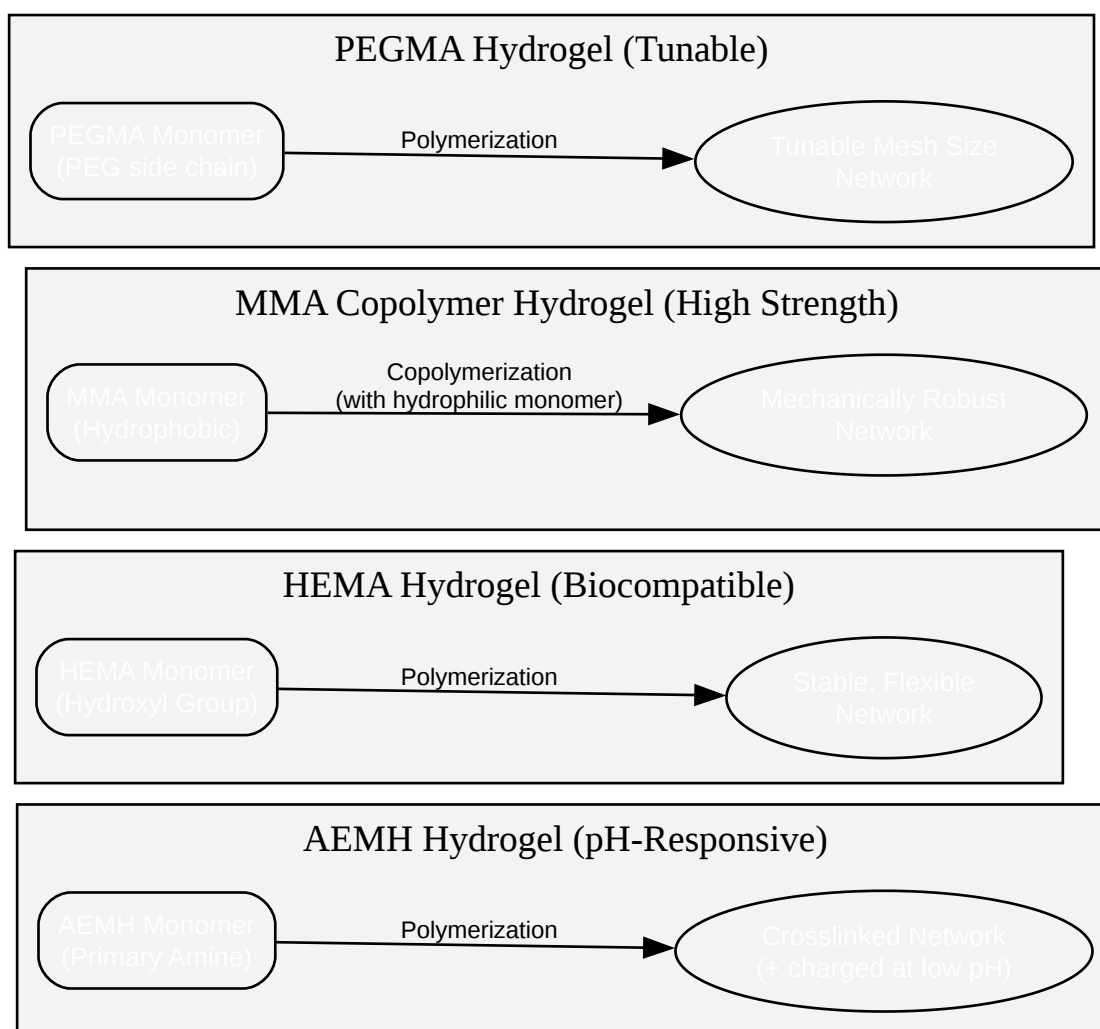 PEGMA Hydrogel (Tunable)
PEGMA Monomer
(PEG side chain)
Polymerization
Tunable Mesh Size
Network
MMA Copolymer Hydrogel (High Strength)
MMA Monomer
(Hydrophobic)
Copolymerization
(with hydrophilic monomer)
Mechanically Robust
Network
HEMA Hydrogel (Biocompatible)
HEMA Monomer
(Hydroxyl Group)
Polymerization
Stable, Flexible
Network
AEMH Hydrogel (pH-Responsive)
AEMH Monomer
(Primary Amine)
Polymerization
Crosslinked Network
(+ charged at low pH)